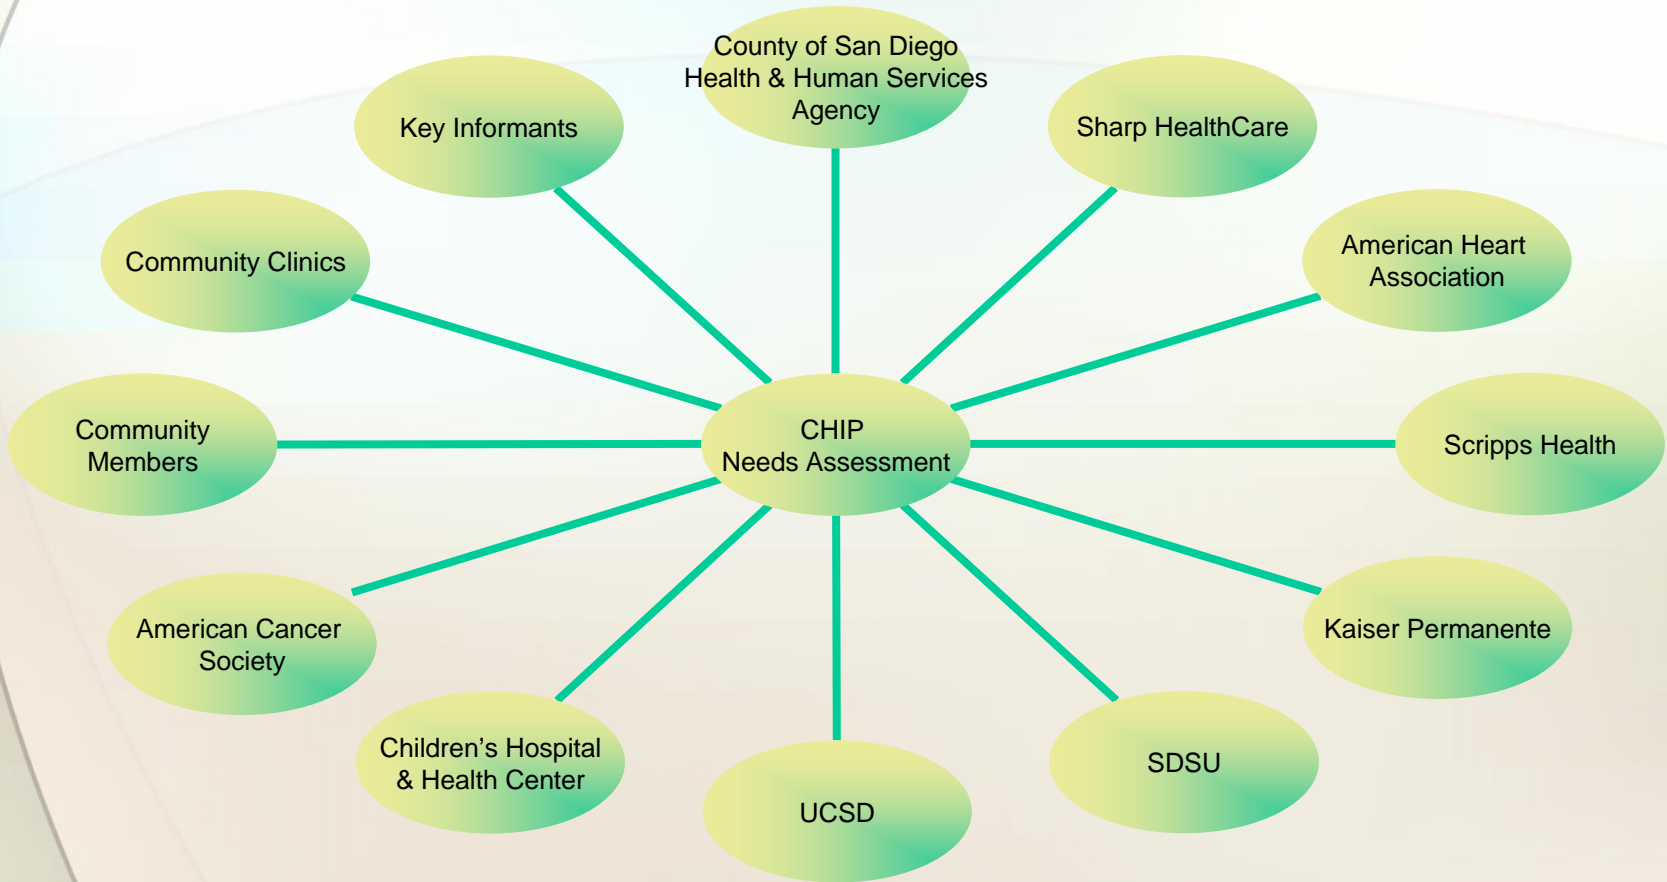 County of San Diego
Health & Human Services
Agency
Key Informants
Sharp HealthCare
Community Clinics
American Heart
Association
Community
Members
CHIP
Needs Assessment
Scripps Health
American Cancer
Society
Kaiser Permanente
Children’s Hospital
& Health Center
SDSU
UCSD